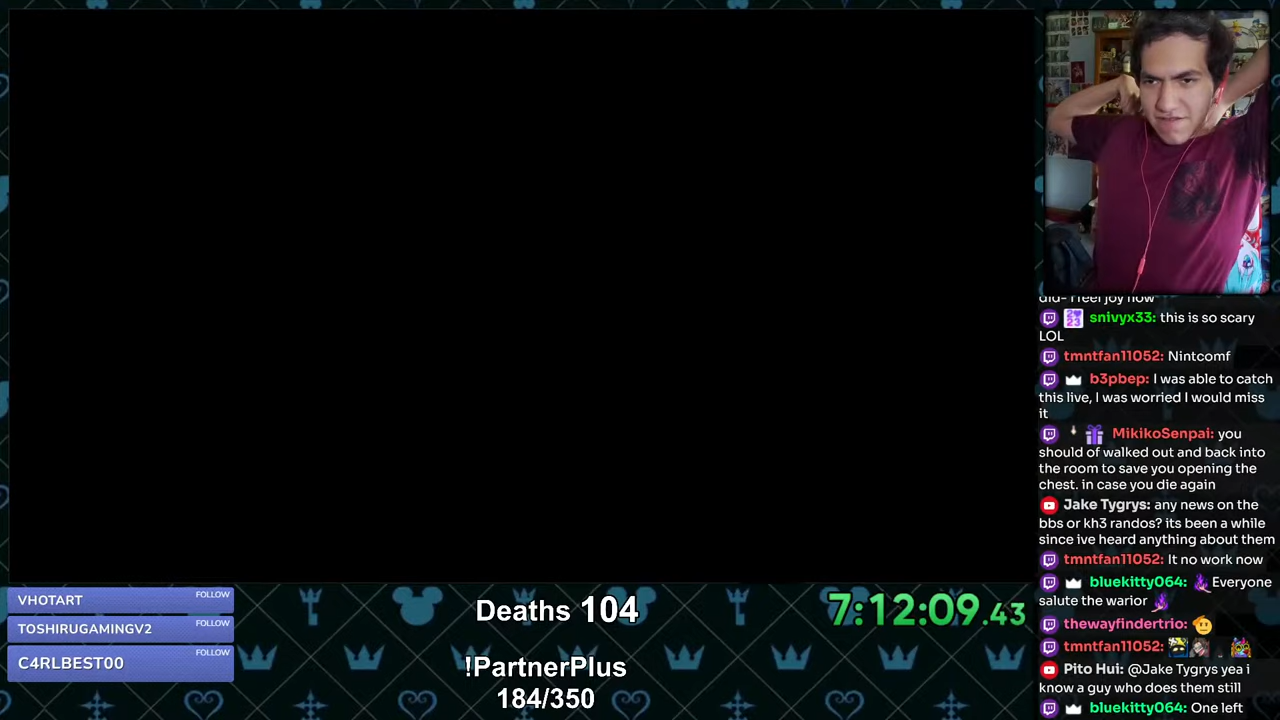 did- i feel joy now
snivyx33: this is so scary
LOL
tmntfan11052: Nintcomf
b3pbep: I was able to catch
this live, I was worried I would miss
it
MikikoSenpai: you
should of walked out and back into
the room to save you opening the
chest. in case you die again
Jake Tygrys: any news on the
bbs or kh3 randos? its been a while
since ive heard anything about them
tmntfan11052: It no work now
bluekitty064: Everyone
salute the warior
thewayfindertrio:
tmntfan11052:
Pito Hui: @Jake Tygrys yea i
know a guy who does them still
bluekitty064: One left
VHOTART FOLLOW
TOSHIRUGAMINGV2 FOLLOW
C4RLBEST00 FOLLOW
Deaths 104
!PartnerPlus
184/350
7:12:09.43